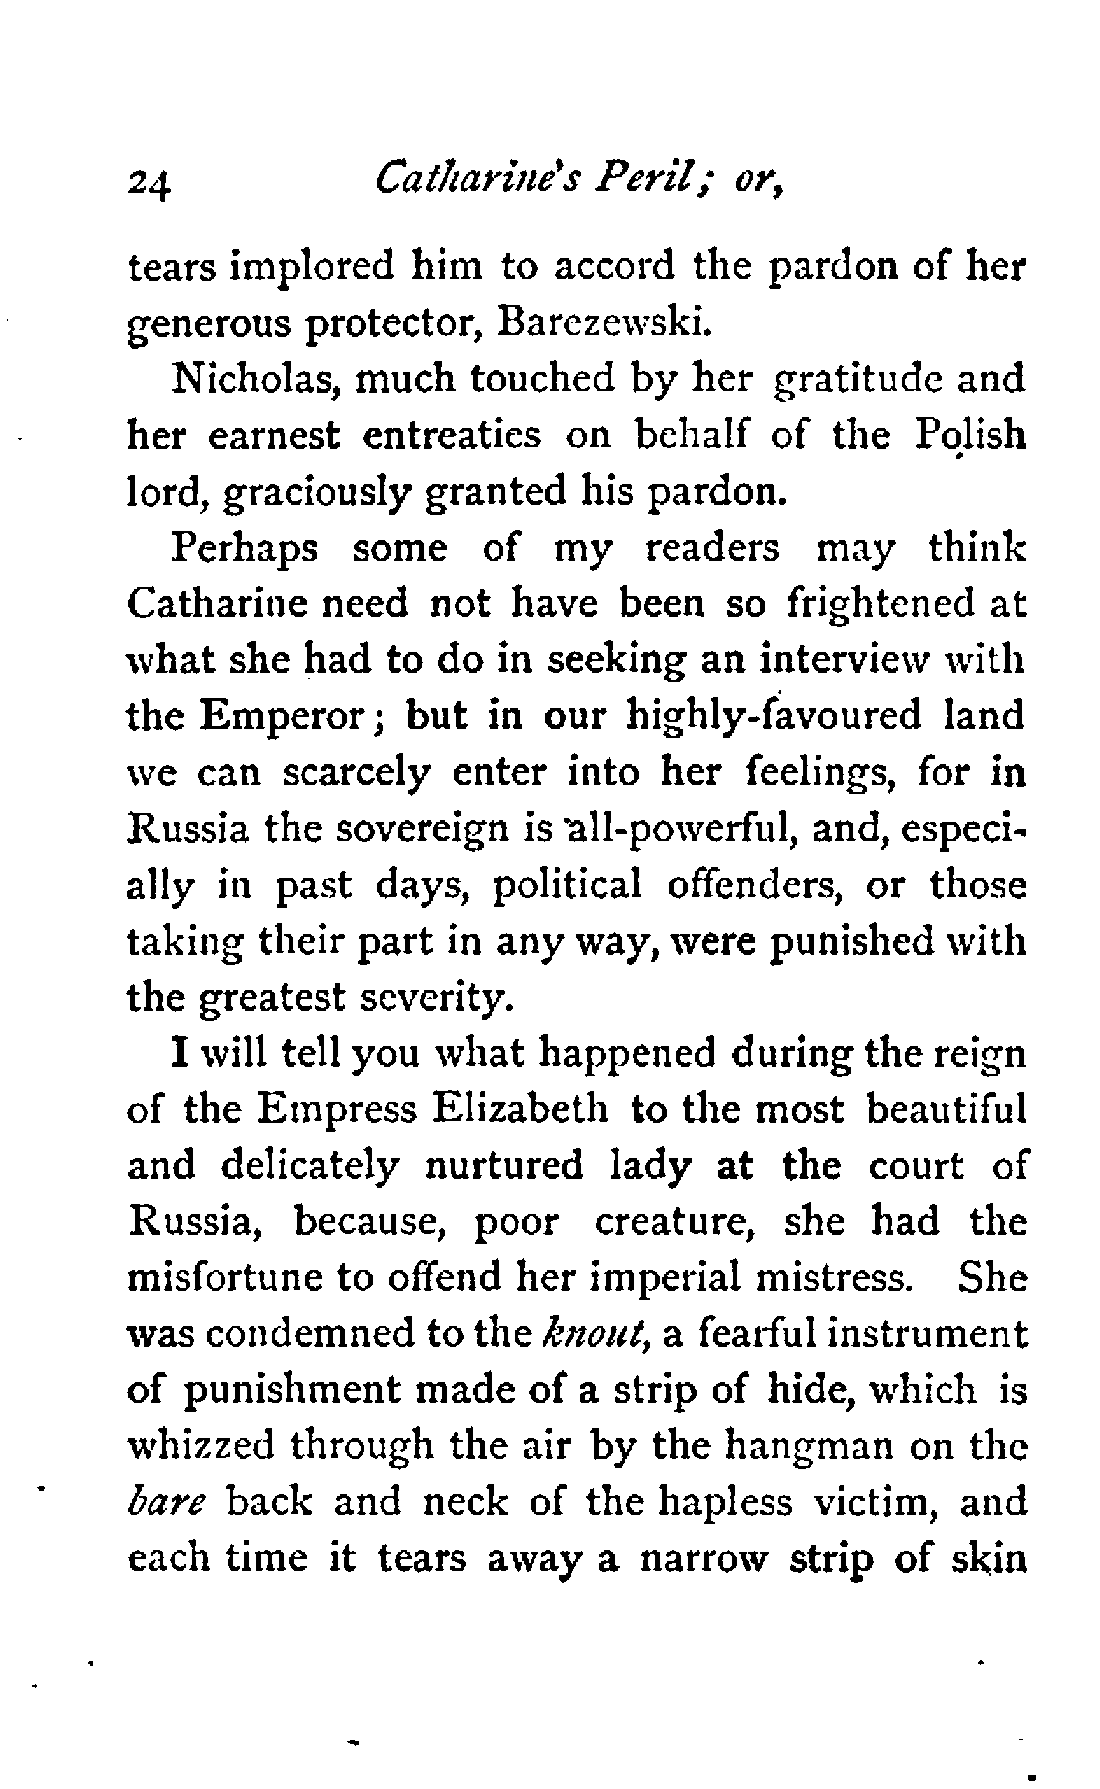 24 Catharine's Peril; or,
tears implored him to accord the pardon of her
generous protector, Barczewski.
Nicholas, much touched by her gratitude and
her earnest entreaties on behalf of the Polish
lord, graciously granted his pardon.
Perhaps some of my readers may think
Catharine need not have been so frightened at
what she had to do in seeking an interview with
the Emperor; but in our highly-favoured land
we can scarcely enter into her feelings, for in
Russia the sovereign is all-powerful, and, especi-
ally in past days, political offenders, or those
taking their part in any way, were punished with
the greatest severity.
I will tell you what happened during the reign
of the Empress Elizabeth to the most beautiful
and delicately nurtured lady at the court of
Russia, because, poor creature, she had the
misfortune to offend her imperial mistress. She
was condemned to the knout, a fearful instrument
of punishment made of a strip of hide, which is
whizzed through the air by the hangman on the
bare back and neck of the hapless victim, and
each time it tears away a narrow strip of skin